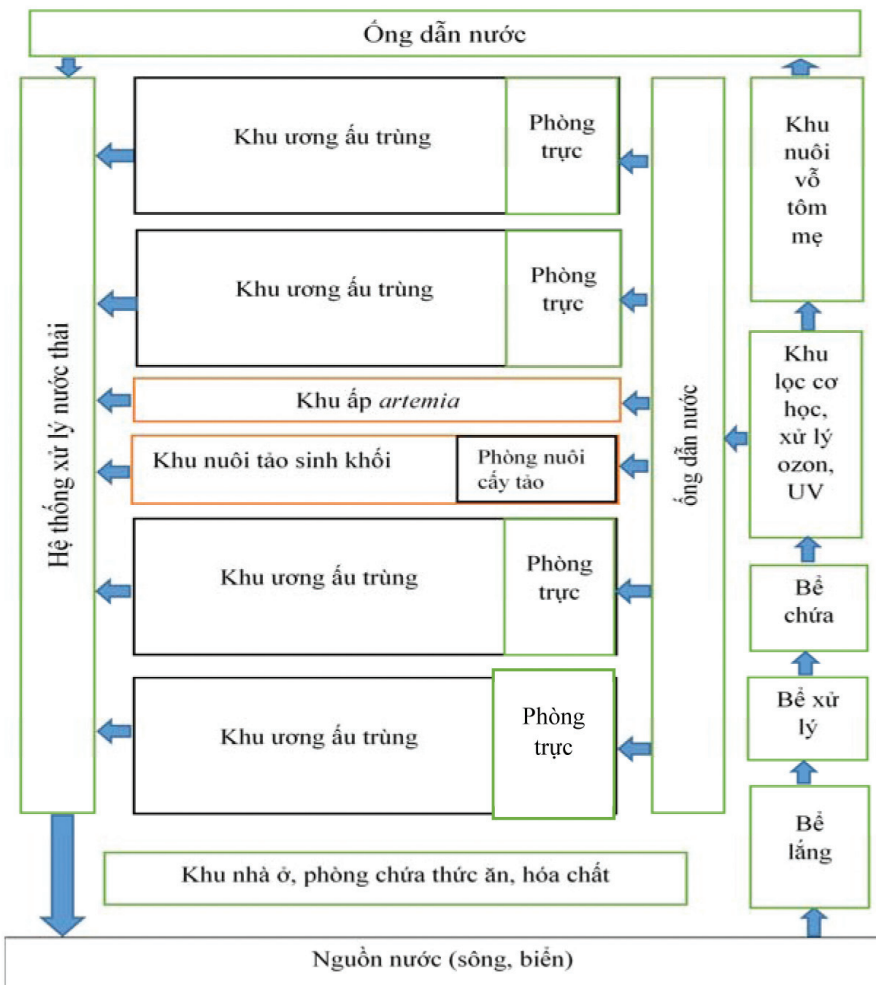 Ống dẫn nước
Khu ương ấu trùng
Phòng
trực
Khu
nuôi
vỗ
tôm
mẹ
Khu ương ấu trùng
Phòng
trực
Hệ thống xử lý nước thải
ống dẫn nước
Khu
lọc cơ
học,
xử lý
ozon,
UV
Khu ấp artemia
Khu nuôi tảo sinh khối
Phòng nuôi
cấy tảo
Khu ương ấu trùng
Phòng
trực
Bể
chứa
Khu ương ấu trùng
Phòng
trực
Bể xử
lý
Bể
lắng
Khu nhà ở, phòng chứa thức ăn, hóa chất
Nguồn nước (sông, biển)